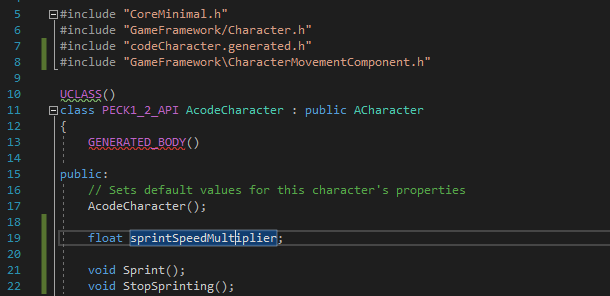 5 #include "CoreMinimal.h"
6 #include "GameFramework/Character.h"
7 #include "codeCharacter.generated.h"
8 #include "GameFramework\CharacterMovementComponent.h"
9
10 UCLASS()
11 class PECK1_2_API AcodeCharacter : public ACharacter
12 {
13 GENERATED_BODY()
14
15 public:
16 // Sets default values for this character's properties
17 AcodeCharacter();
18
19 float sprintSpeedMultiplier;
20
21 void Sprint();
22 void StopSprinting();